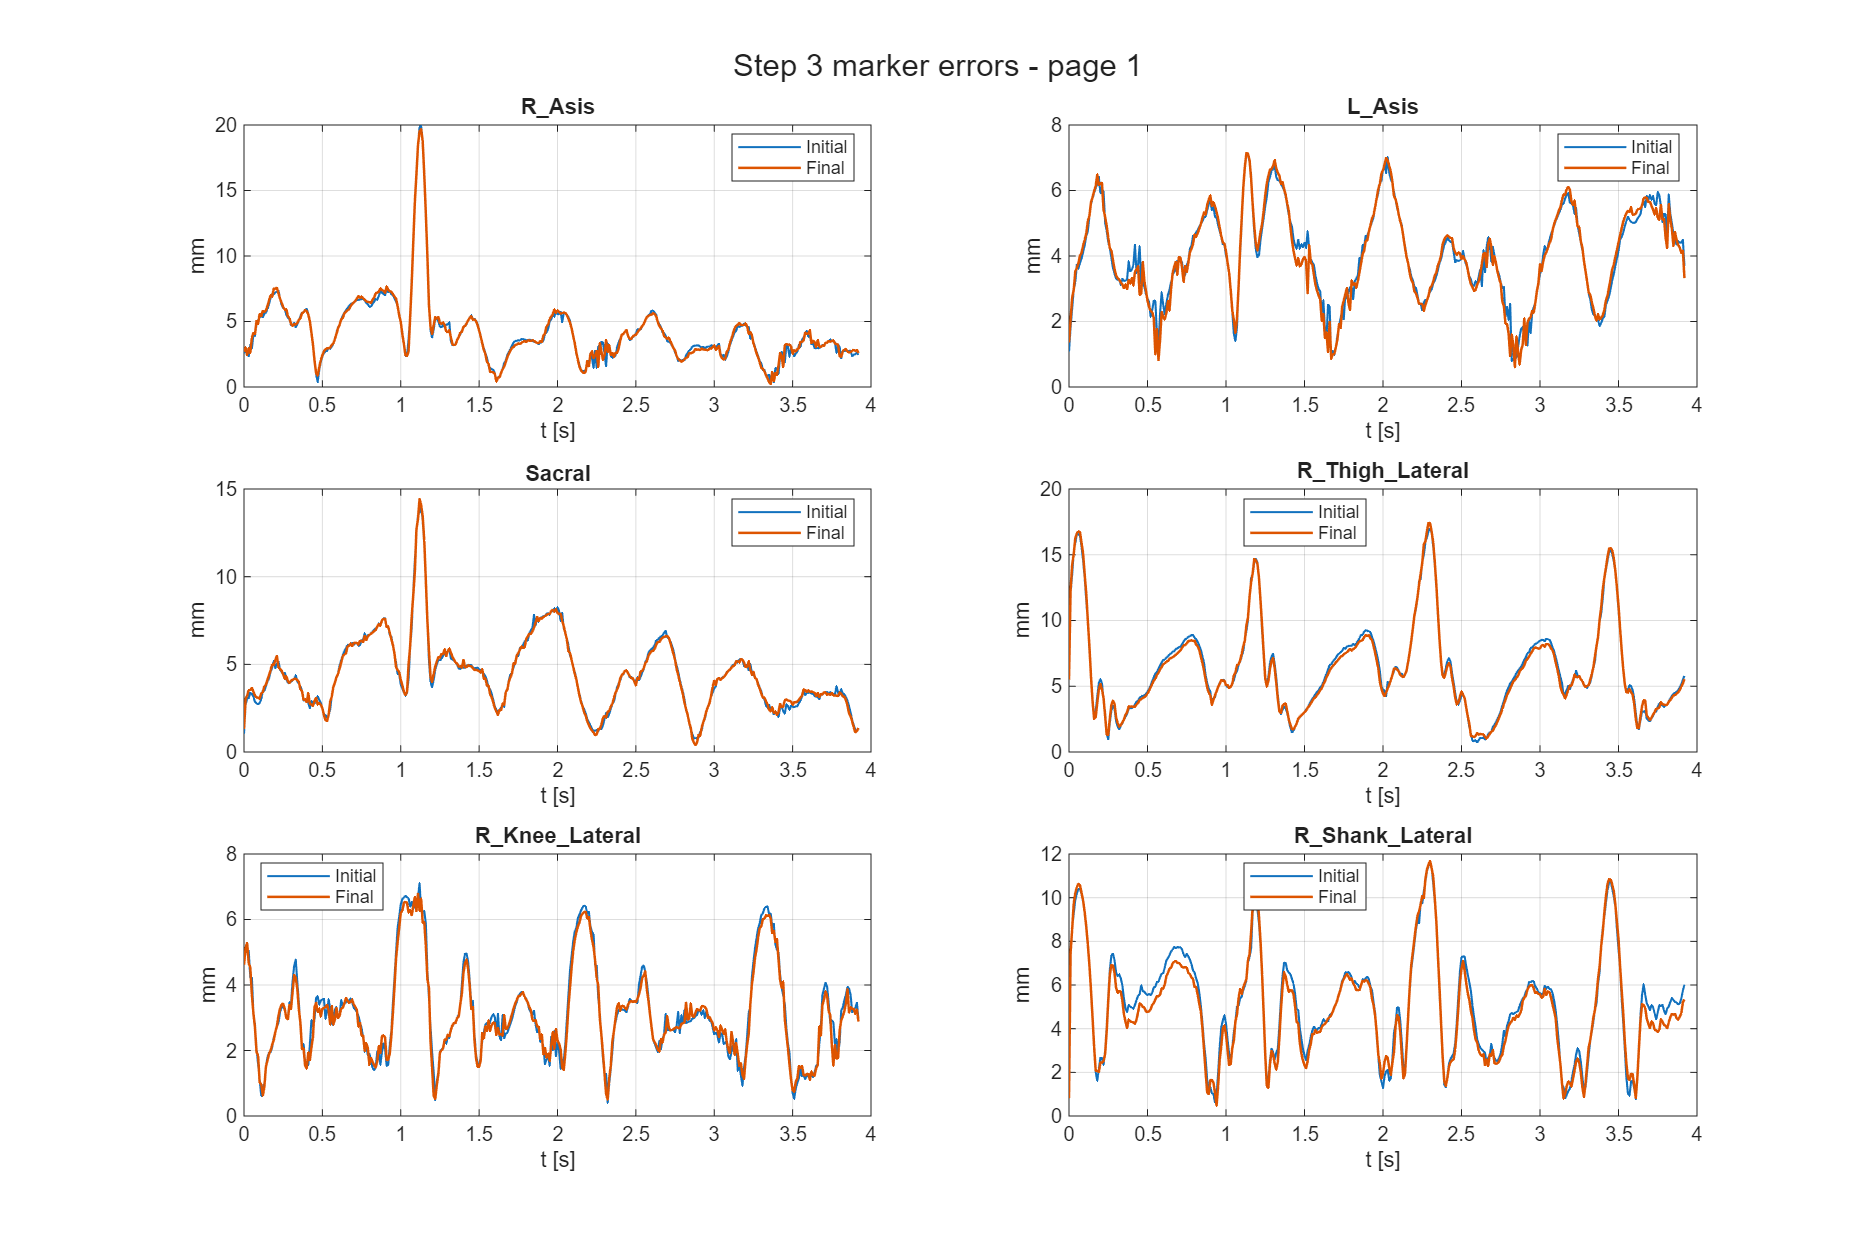 Step 3 marker errors - page 1
R_Asis
20
15
10
5
0
mm
Initial
Final
0 0.5 1 1.5 2 2.5 3 3.5 4
t [s]
L_Asis
8
6
4
2
0
mm
Initial
Final
0 0.5 1 1.5 2 2.5 3 3.5 4
t [s]
Sacral
15
10
5
0
mm
Initial
Final
0 0.5 1 1.5 2 2.5 3 3.5 4
t [s]
R_Thigh_Lateral
20
15
10
5
0
mm
Initial
Final
0 0.5 1 1.5 2 2.5 3 3.5 4
t [s]
R_Knee_Lateral
8
6
4
2
0
mm
Initial
Final
0 0.5 1 1.5 2 2.5 3 3.5 4
t [s]
R_Shank_Lateral
12
10
8
6
4
2
0
mm
Initial
Final
0 0.5 1 1.5 2 2.5 3 3.5 4
t [s]